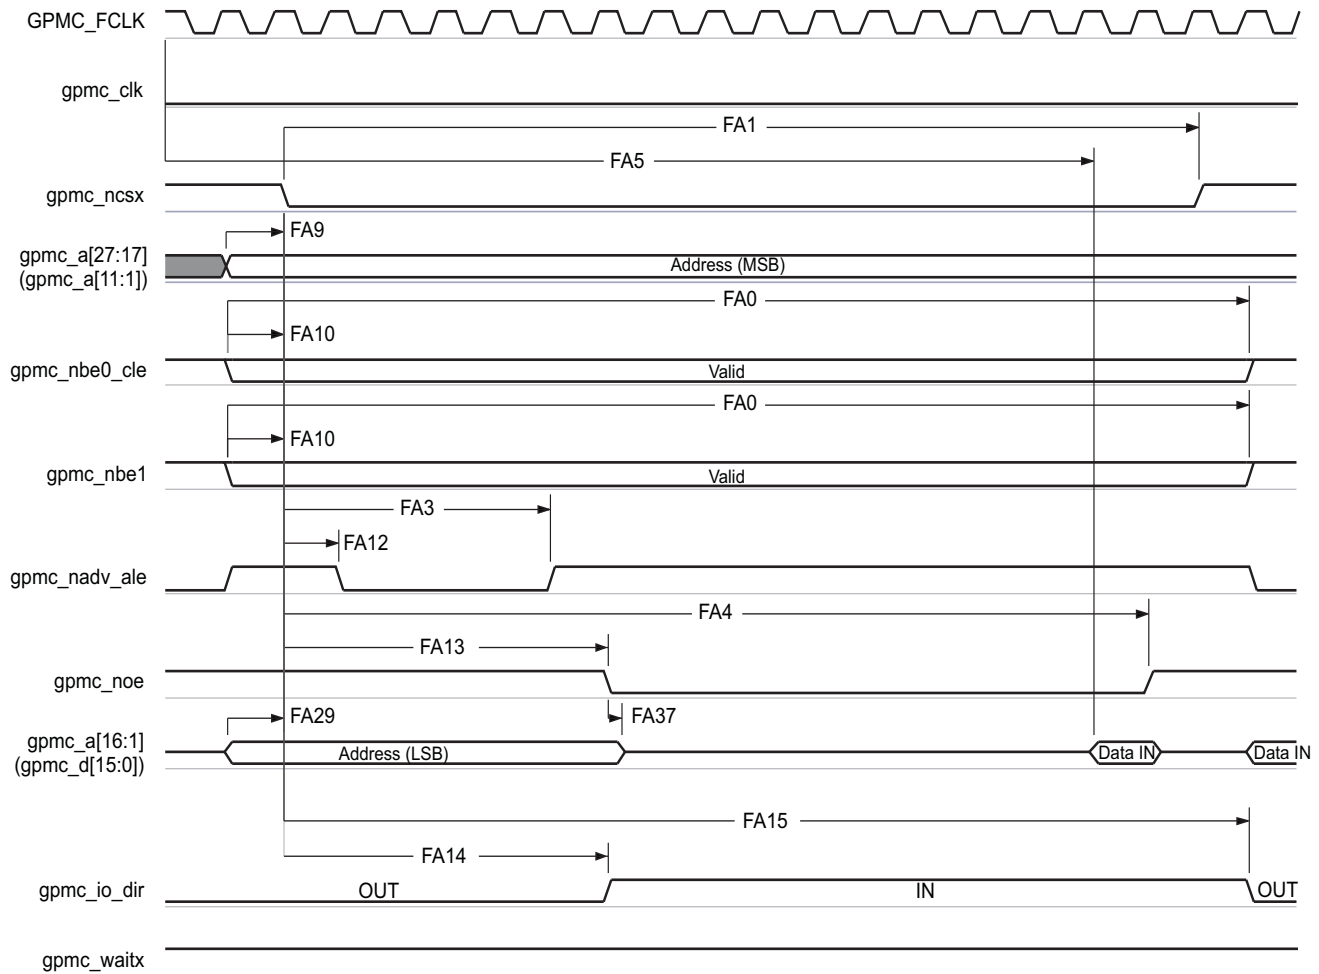 GPMC_FCLK
gpmc_clk
FA1
FA5
gpmc_ncsx
FA9
gpmc_a[27:17]
(gpmc_a[11:1])
Address (MSB)
FA0
FA10
gpmc_nbe0_cle
Valid
FA0
FA10
gpmc_nbe1
Valid
FA3
FA12
gpmc_nadv_ale
FA4
FA13
gpmc_noe
FA29
FA37
gpmc_a[16:1]
(gpmc_d[15:0])
Address (LSB)
Data IN
Data IN
FA15
FA14
gpmc_io_dir
OUT
IN
OUT
gpmc_waitx